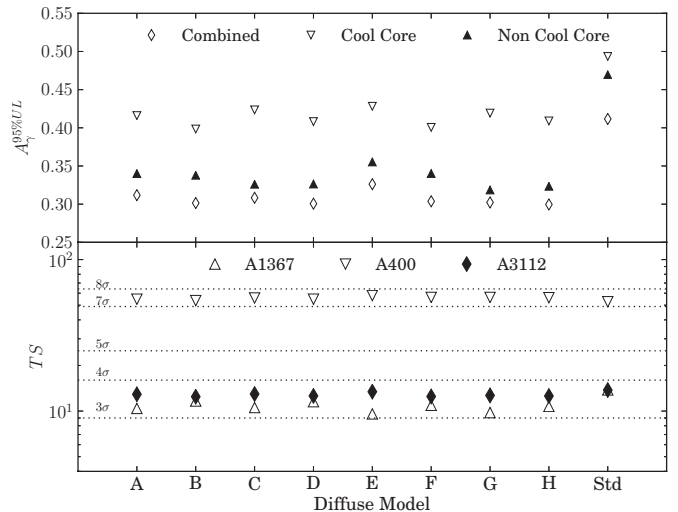 0.55
Combined Cool Core Non Cool Core
0.50
0.45
0.40
0.35
0.30
0.25
A_γ^{95%UL}
A1367 A400 A3112
10^2
8σ
7σ
5σ
4σ
10^1
3σ
TS
A B C D E F G H Std
Diffuse Model